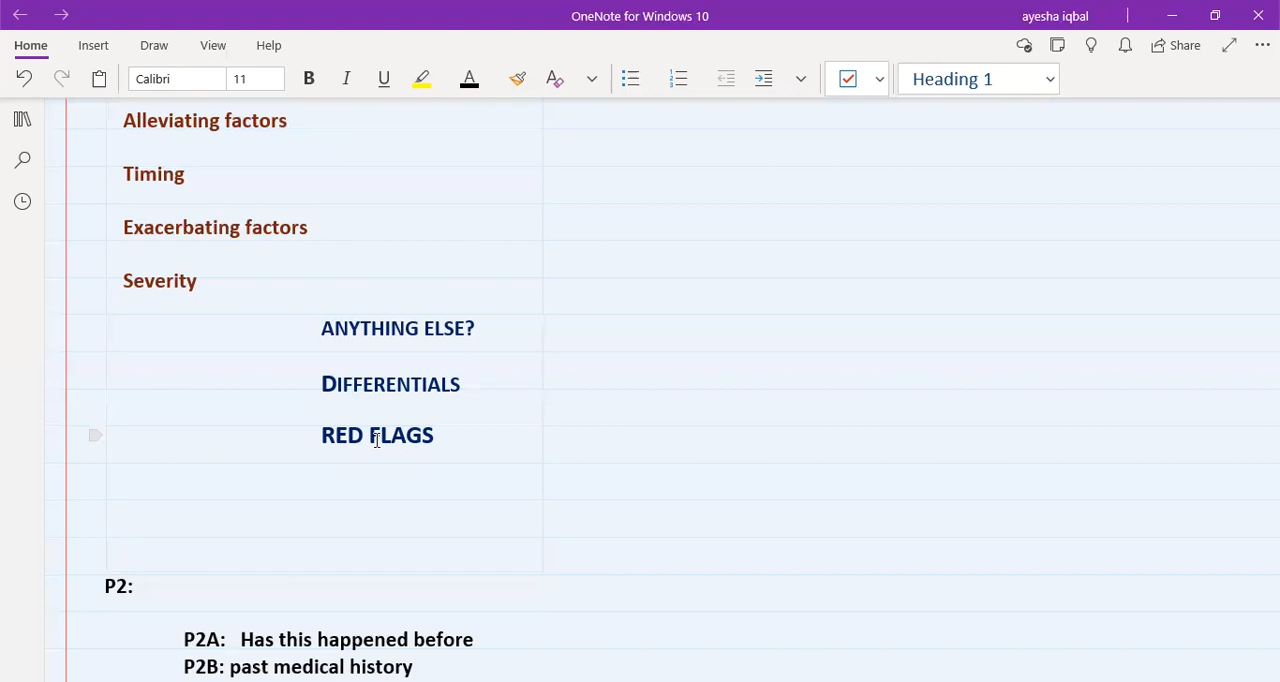 OneNote for Windows 10
ayesha iqbal
Home Insert Draw View Help
Share
Calibri 11 B I U A A Heading 1
Alleviating factors
Timing
Exacerbating factors
Severity
ANYTHING ELSE?
DIFFERENTIALS
RED FLAGS
P2:
P2A: Has this happened before
P2B: past medical history